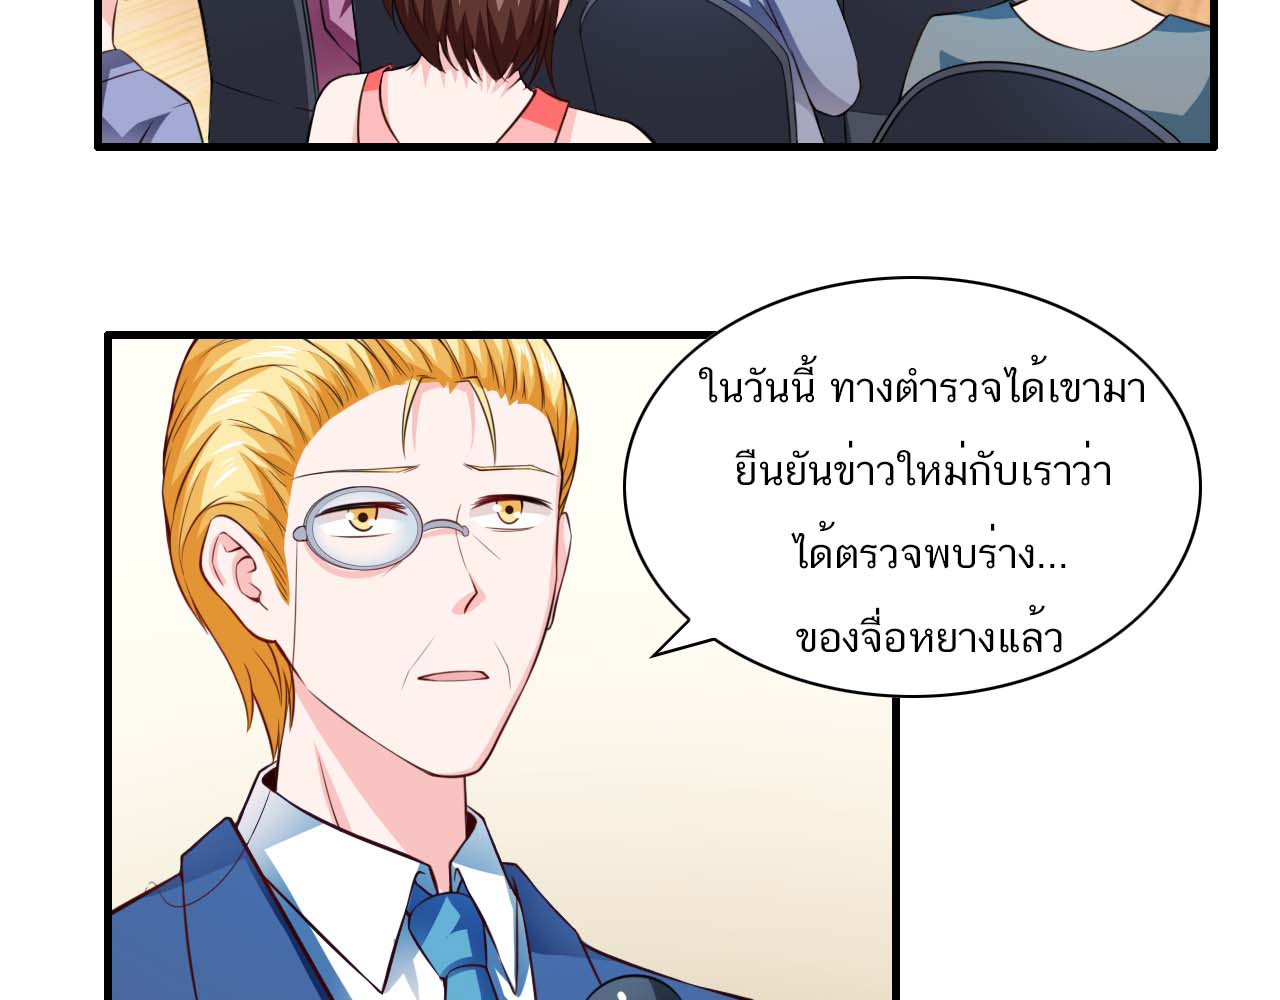 ในวันนี้ ทางตำรวจได้เขามา
ยืนยันข่าวใหม่กับเราว่า
ได้ตรวจพบร่าง...
ของจื่อหยางแล้ว